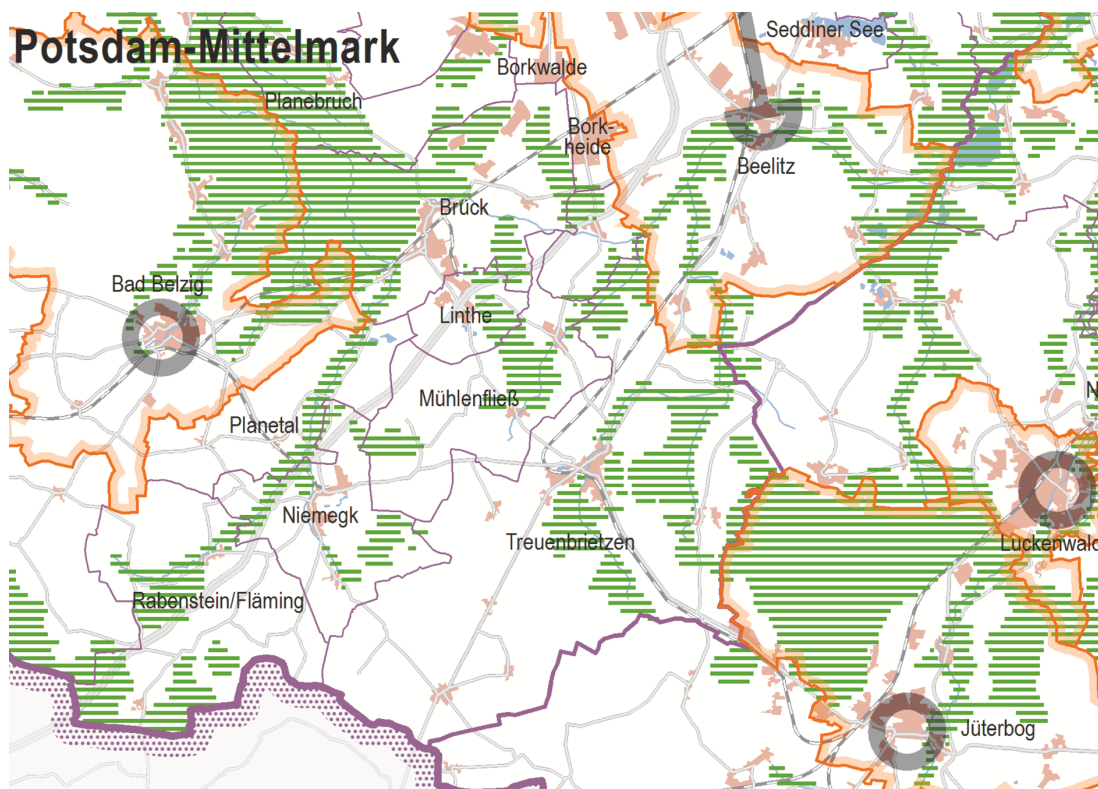 Potsdam-Mittelmark
Seddiner See
Borkwalde
Planebruch
Bork-
heide
Beelitz
Brück
Bad Belzig
Linthe
N
Mühlenfließ
Planetal
Niemegk
Treuenbrietzen
Luckenwald
Rabenstein/Fläming
Jüterbog